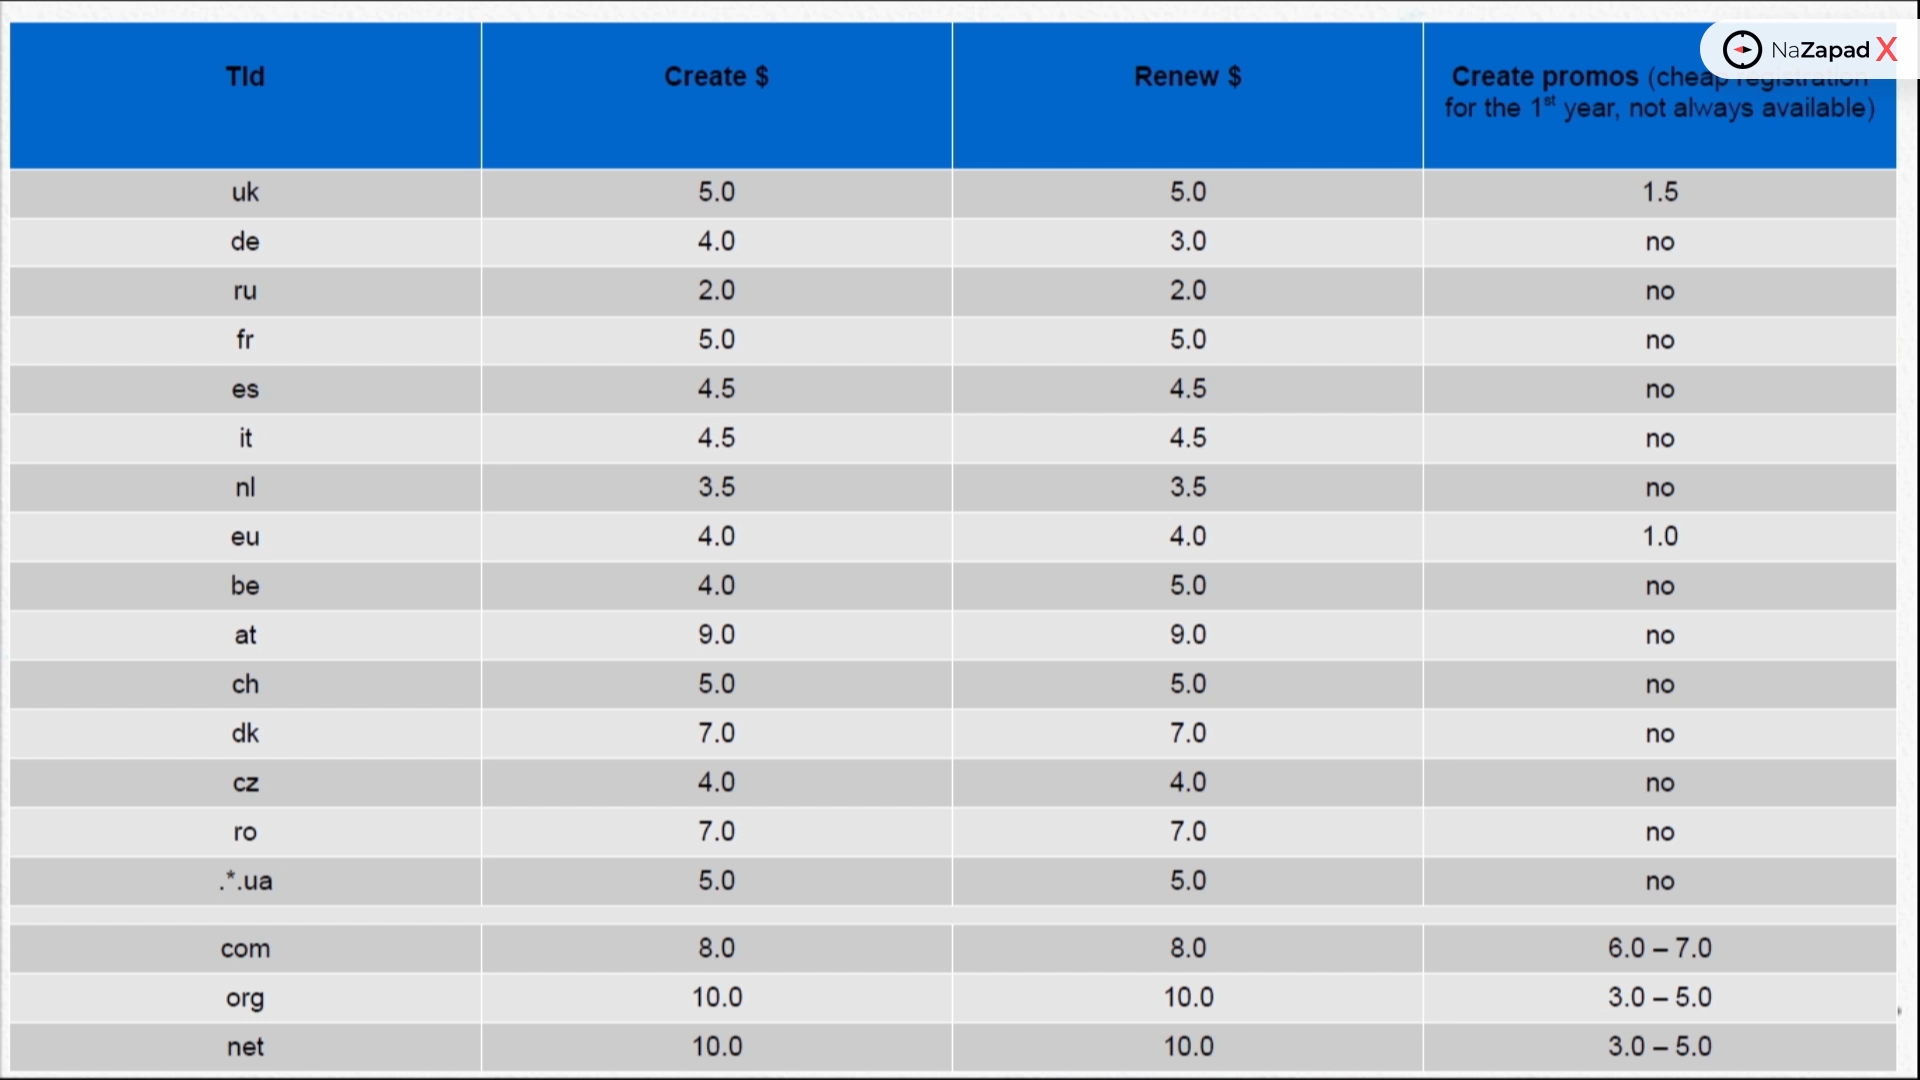 NaZapad X
Tld Create $ Renew $ Create promos (cheap registration
for the 1st year, not always available)
uk 5.0 5.0 1.5
de 4.0 3.0 no
ru 2.0 2.0 no
fr 5.0 5.0 no
es 4.5 4.5 no
it 4.5 4.5 no
nl 3.5 3.5 no
eu 4.0 4.0 1.0
be 4.0 5.0 no
at 9.0 9.0 no
ch 5.0 5.0 no
dk 7.0 7.0 no
cz 4.0 4.0 no
ro 7.0 7.0 no
.*.ua 5.0 5.0 no
com 8.0 8.0 6.0 – 7.0
org 10.0 10.0 3.0 – 5.0
net 10.0 10.0 3.0 – 5.0